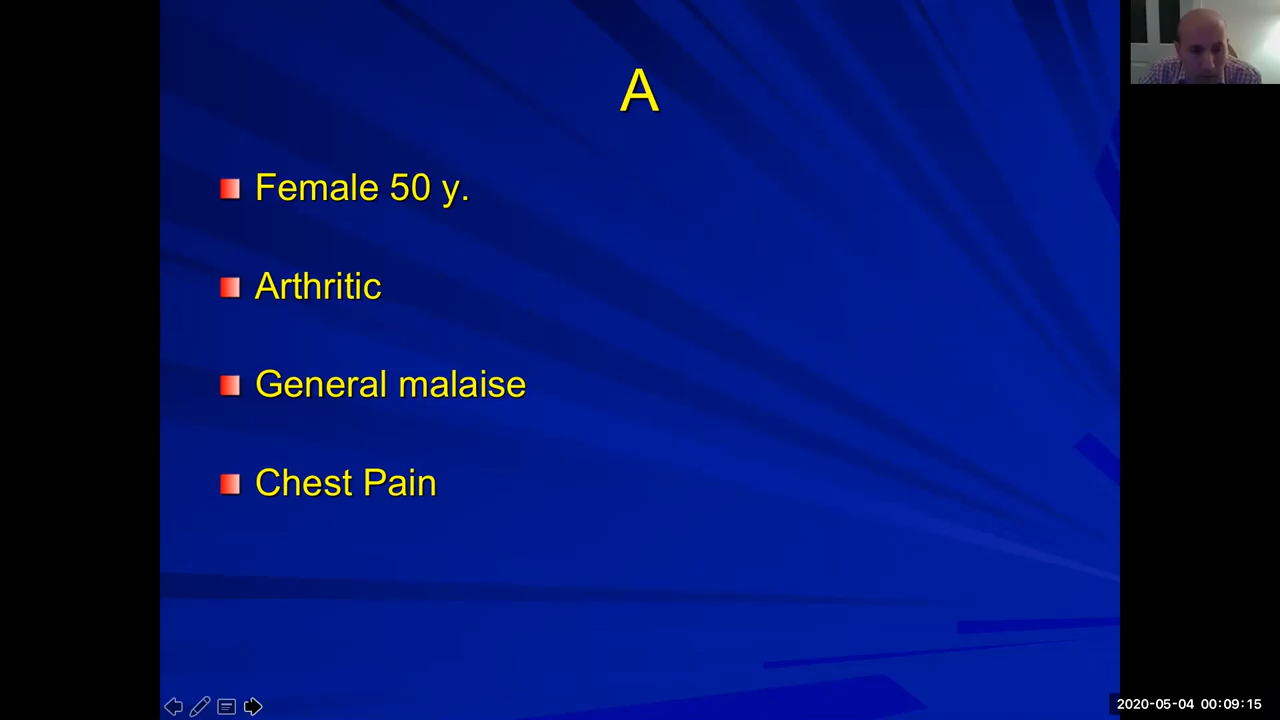 A
Female 50 y.
Arthritic
General malaise
Chest Pain
2020-05-04 00:09:15